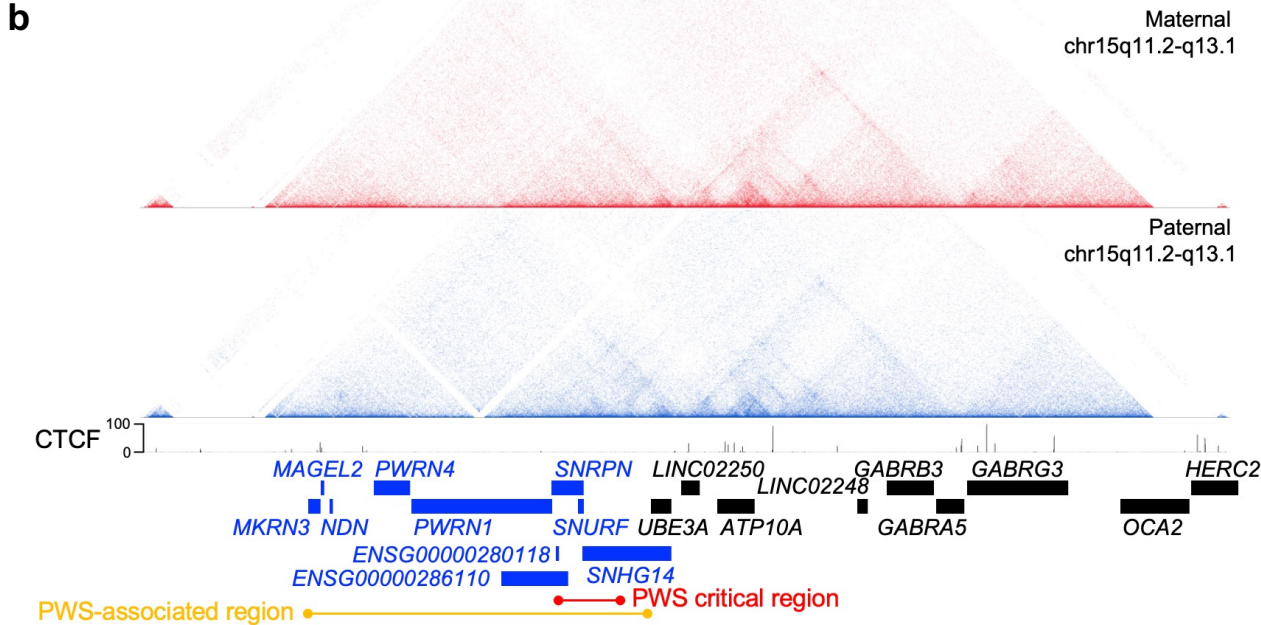 b
Maternal
chr15q11.2-q13.1
Paternal
chr15q11.2-q13.1
CTCF
100
0
MAGEL2 PWRN4 SNRPN LINC02250 GABRB3 GABRG3 HERC2
LINC02248
MKRN3 NDN PWRN1 SNURF UBE3A ATP10A GABRA5 OCA2
ENSG00000280118
ENSG00000286110 SNHG14
PWS critical region
PWS-associated region